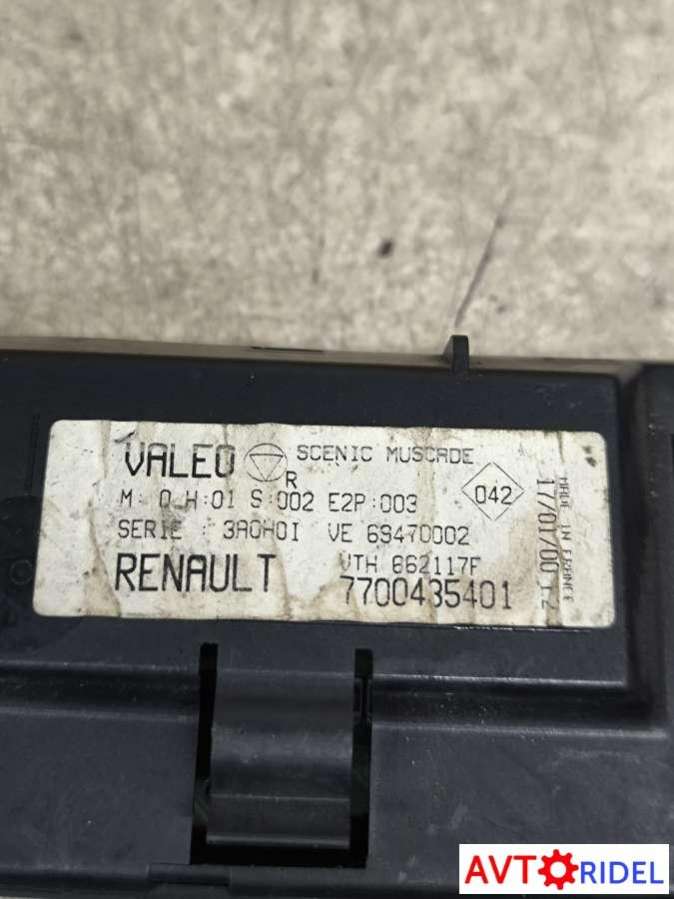 VALEO R SCENIC MUSCADE
M: 0 H:01 S:002 E2P:003
042
SERIE : 3A0H0I VE 69470002
VTH 662117F
RENAULT 7700435401
MADE IN FRANCE
17/01/00
AVTORIDEL